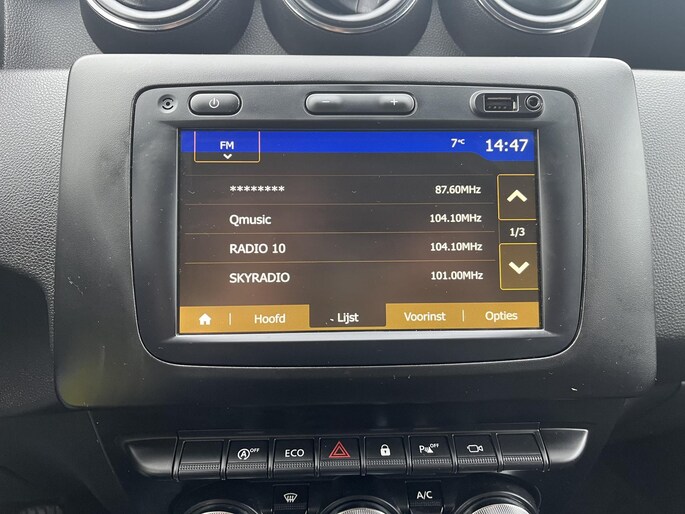 FM 7°C 14:47
******** 87.60MHz
Qmusic 104.10MHz
RADIO 10 104.10MHz
1/3
SKYRADIO 101.00MHz
Hoofd Lijst Voorinst Opties
OFF ECO P OFF
A/C